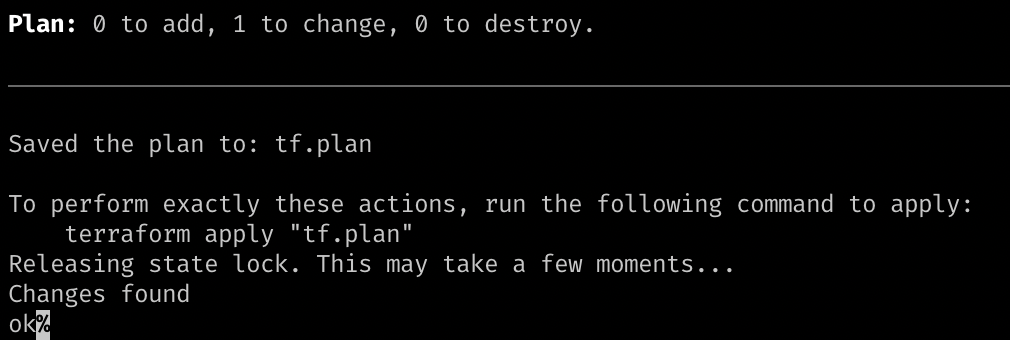 Plan: 0 to add, 1 to change, 0 to destroy.
Saved the plan to: tf.plan
To perform exactly these actions, run the following command to apply:
terraform apply "tf.plan"
Releasing state lock. This may take a few moments...
Changes found
ok%